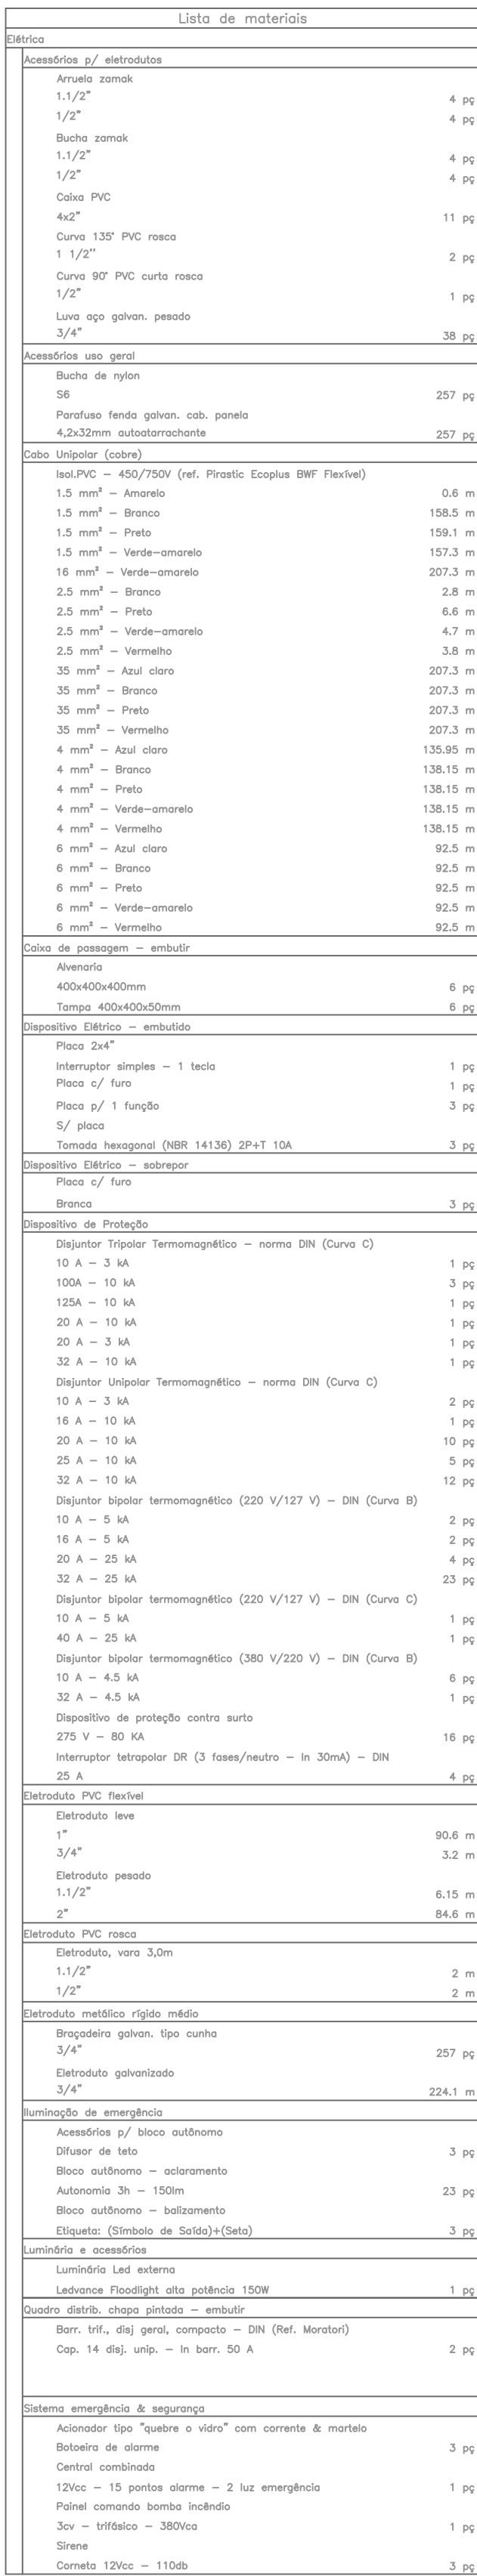 Lista de materiais
Elétrica
Acessórios p/ eletrodutos
Arruela zamak
1.1/2" 4 pç
1/2" 4 pç
Bucha zamak
1.1/2" 4 pç
1/2" 4 pç
Caixa PVC
4x2" 11 pç
Curva 135° PVC rosca
1 1/2'' 2 pç
Curva 90° PVC curta rosca
1/2" 1 pç
Luva aço galvan. pesado
3/4" 38 pç
Acessórios uso geral
Bucha de nylon
S6 257 pç
Parafuso fenda galvan. cab. panela
4,2x32mm autoatarrachante 257 pç
Cabo Unipolar (cobre)
Isol.PVC – 450/750V (ref. Pirastic Ecoplus BWF Flexível)
1.5 mm² – Amarelo 0.6 m
1.5 mm² – Branco 158.5 m
1.5 mm² – Preto 159.1 m
1.5 mm² – Verde–amarelo 157.3 m
16 mm² – Verde–amarelo 207.3 m
2.5 mm² – Branco 2.8 m
2.5 mm² – Preto 6.6 m
2.5 mm² – Verde–amarelo 4.7 m
2.5 mm² – Vermelho 3.8 m
35 mm² – Azul claro 207.3 m
35 mm² – Branco 207.3 m
35 mm² – Preto 207.3 m
35 mm² – Vermelho 207.3 m
4 mm² – Azul claro 135.95 m
4 mm² – Branco 138.15 m
4 mm² – Preto 138.15 m
4 mm² – Verde–amarelo 138.15 m
4 mm² – Vermelho 138.15 m
6 mm² – Azul claro 92.5 m
6 mm² – Branco 92.5 m
6 mm² – Preto 92.5 m
6 mm² – Verde–amarelo 92.5 m
6 mm² – Vermelho 92.5 m
Caixa de passagem – embutir
Alvenaria
400x400x400mm 6 pç
Tampa 400x400x50mm 6 pç
Dispositivo Elétrico – embutido
Placa 2x4"
Interruptor simples – 1 tecla 1 pç
Placa c/ furo 1 pç
Placa p/ 1 função 3 pç
S/ placa
Tomada hexagonal (NBR 14136) 2P+T 10A 3 pç
Dispositivo Elétrico – sobrepor
Placa c/ furo
Branca 3 pç
Dispositivo de Proteção
Disjuntor Tripolar Termomagnético – norma DIN (Curva C)
10 A – 3 kA 1 pç
100A – 10 kA 3 pç
125A – 10 kA 1 pç
20 A – 10 kA 1 pç
20 A – 3 kA 1 pç
32 A – 10 kA 1 pç
Disjuntor Unipolar Termomagnético – norma DIN (Curva C)
10 A – 3 kA 2 pç
16 A – 10 kA 1 pç
20 A – 10 kA 10 pç
25 A – 10 kA 5 pç
32 A – 10 kA 12 pç
Disjuntor bipolar termomagnético (220 V/127 V) – DIN (Curva B)
10 A – 5 kA 2 pç
16 A – 5 kA 2 pç
20 A – 25 kA 4 pç
32 A – 25 kA 23 pç
Disjuntor bipolar termomagnético (220 V/127 V) – DIN (Curva C)
10 A – 5 kA 1 pç
40 A – 25 kA 1 pç
Disjuntor bipolar termomagnético (380 V/220 V) – DIN (Curva B)
10 A – 4.5 kA 6 pç
32 A – 4.5 kA 1 pç
Dispositivo de proteção contra surto
275 V – 80 KA 16 pç
Interruptor tetrapolar DR (3 fases/neutro – In 30mA) – DIN
25 A 4 pç
Eletroduto PVC flexível
Eletroduto leve
1" 90.6 m
3/4" 3.2 m
Eletroduto pesado
1.1/2" 6.15 m
2" 84.6 m
Eletroduto PVC rosca
Eletroduto, vara 3,0m
1.1/2" 2 m
1/2" 2 m
Eletroduto metálico rígido médio
Braçadeira galvan. tipo cunha
3/4" 257 pç
Eletroduto galvanizado
3/4" 224.1 m
Iluminação de emergência
Acessórios p/ bloco autônomo
Difusor de teto 3 pç
Bloco autônomo – aclaramento
Autonomia 3h – 150lm 23 pç
Bloco autônomo – balizamento
Etiqueta: (Símbolo de Saída)+(Seta) 3 pç
Luminária e acessórios
Luminária Led externa
Ledvance Floodlight alta potência 150W 1 pç
Quadro distrib. chapa pintada – embutir
Barr. trif., disj geral, compacto – DIN (Ref. Moratori)
Cap. 14 disj. unip. – In barr. 50 A 2 pç
Sistema emergência & segurança
Acionador tipo "quebre o vidro" com corrente & martelo
Botoeira de alarme 3 pç
Central combinada
12Vcc – 15 pontos alarme – 2 luz emergência 1 pç
Painel comando bomba incêndio
3cv – trifásico – 380Vca 1 pç
Sirene
Corneta 12Vcc – 110db 3 pç